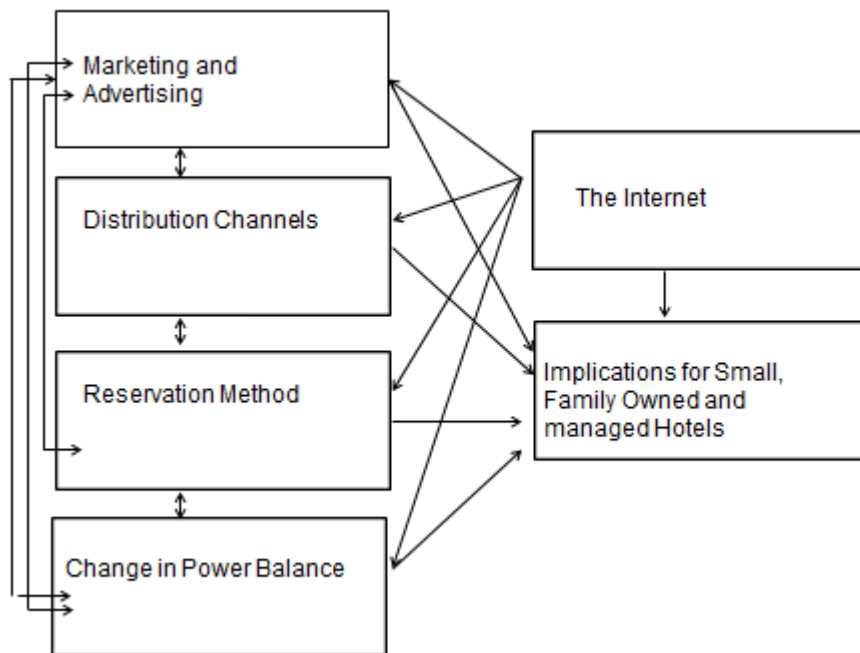 Marketing and
Advertising
Distribution Channels
Reservation Method
Change in Power Balance
The Internet
Implications for Small,
Family Owned and
managed Hotels